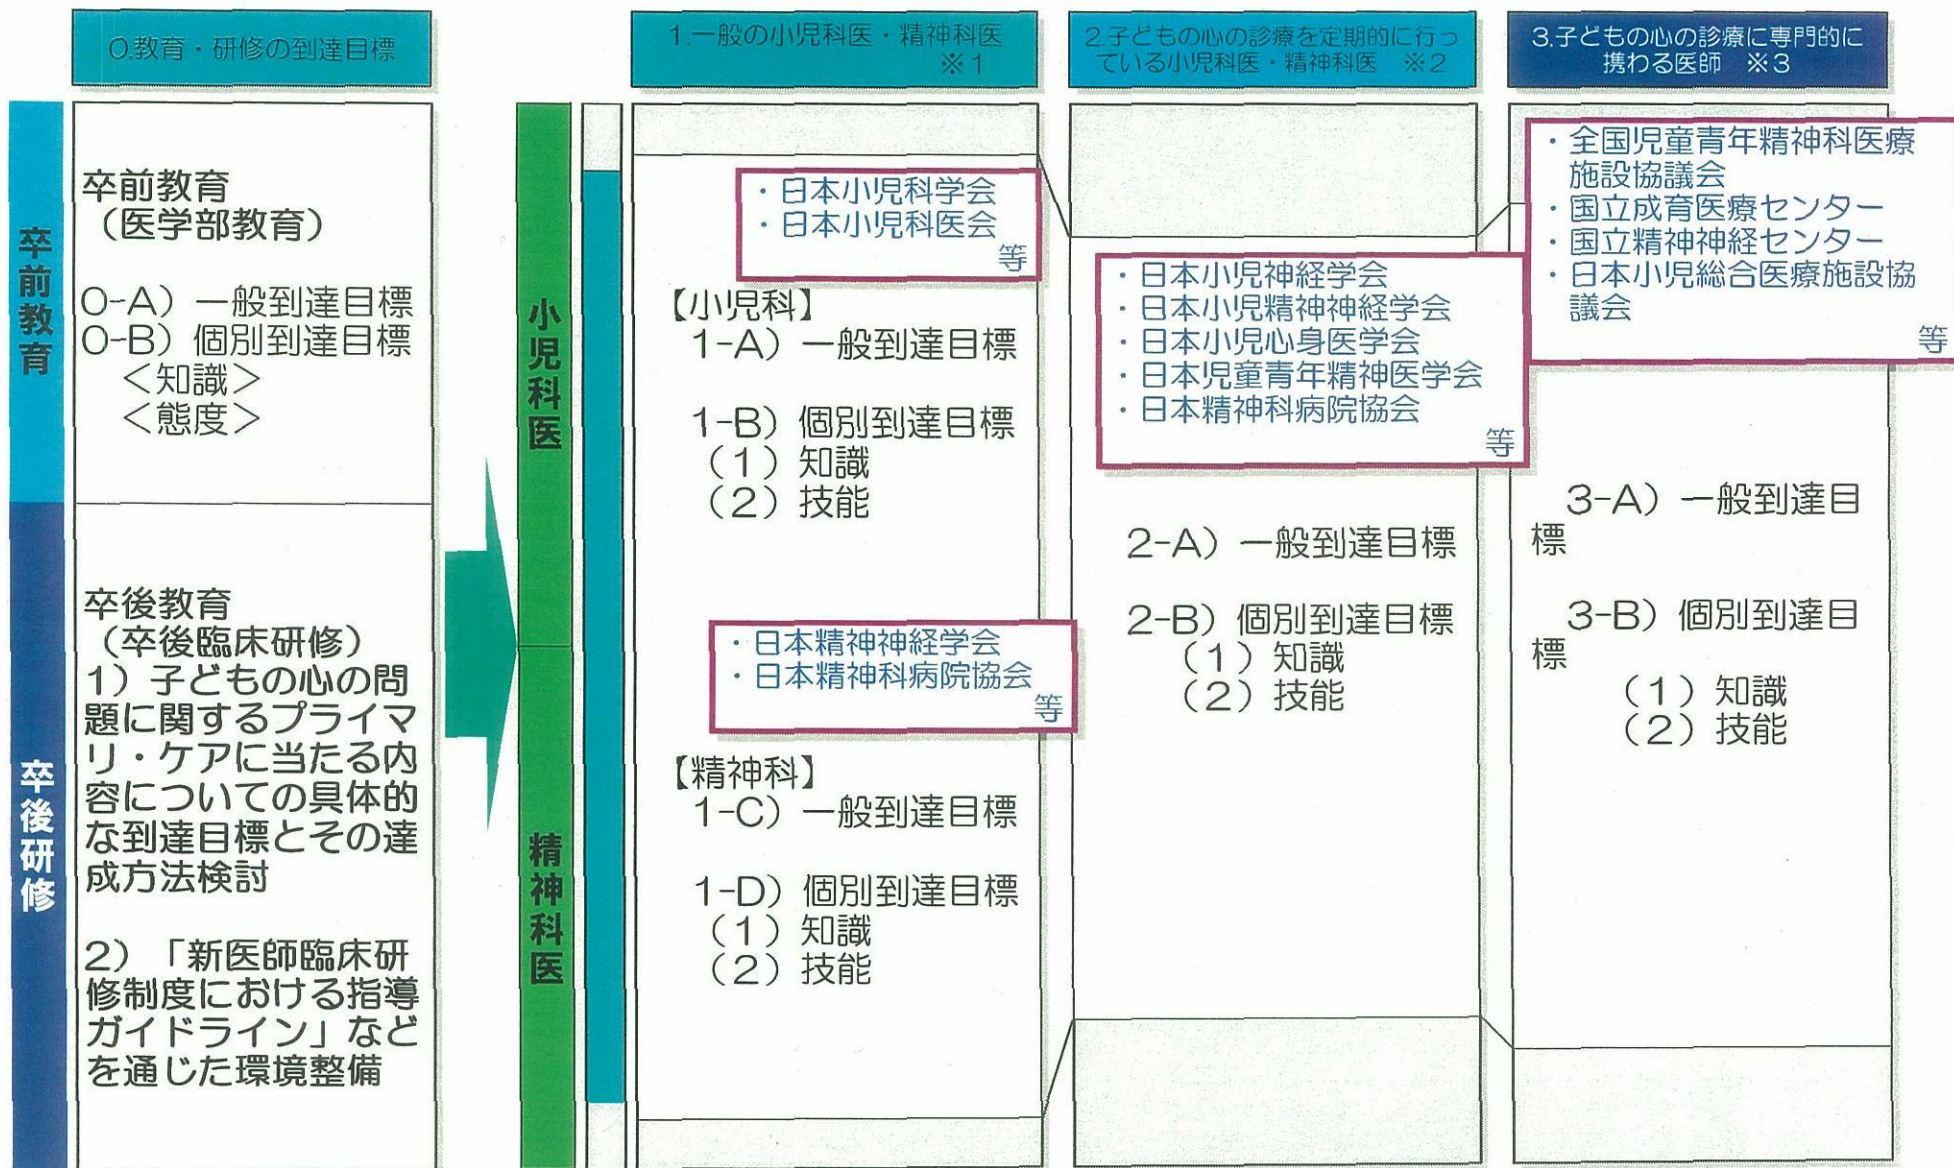 0.教育・研修の到達目標
卒前教育
卒前教育
（医学部教育）
0-A）一般到達目標
0-B）個別到達目標
＜知識＞
＜態度＞
卒後研修
卒後教育
（卒後臨床研修）
1）子どもの心の問
題に関するプライマ
リ・ケアに当たる内
容についての具体的
な到達目標とその達
成方法検討
2）「新医師臨床研
修制度における指導
ガイドライン」など
を通じた環境整備
小児科医
精神科医
1.一般の小児科医・精神科医
※1
・日本小児科学会
・日本小児科医会
等
【小児科】
1-A）一般到達目標
1-B）個別到達目標
（1）知識
（2）技能
・日本精神神経学会
・日本精神科病院協会
等
【精神科】
1-C）一般到達目標
1-D）個別到達目標
（1）知識
（2）技能
2.子どもの心の診療を定期的に行っ
ている小児科医・精神科医 ※2
・日本小児神経学会
・日本小児精神神経学会
・日本小児心身医学会
・日本児童青年精神医学会
・日本精神科病院協会
等
2-A）一般到達目標
2-B）個別到達目標
（1）知識
（2）技能
3.子どもの心の診療に専門的に
携わる医師 ※3
・全国児童青年精神科医療
施設協議会
・国立成育医療センター
・国立精神神経センター
・日本小児総合医療施設協
議会
等
3-A）一般到達目
標
3-B）個別到達目
標
（1）知識
（2）技能